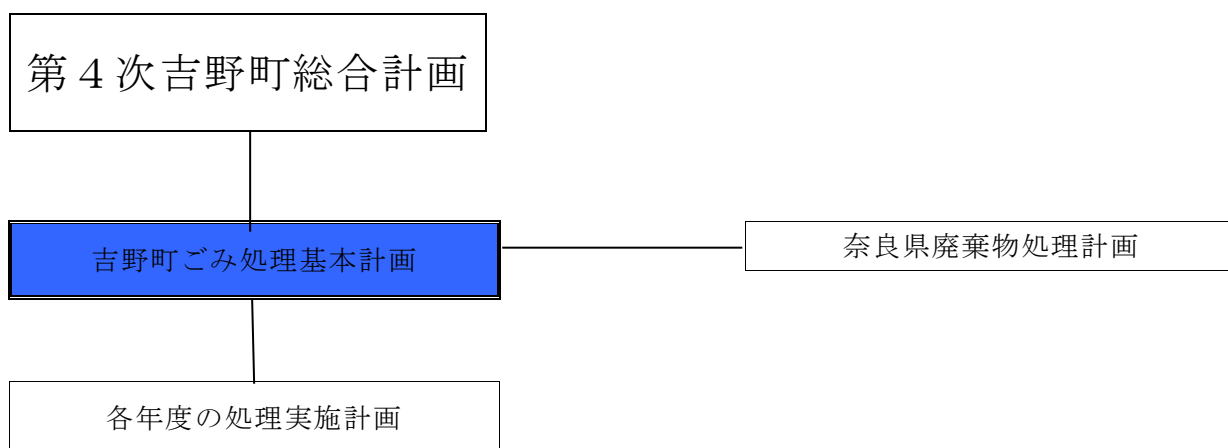 第４次吉野町総合計画
吉野町ごみ処理基本計画
奈良県廃棄物処理計画
各年度の処理実施計画